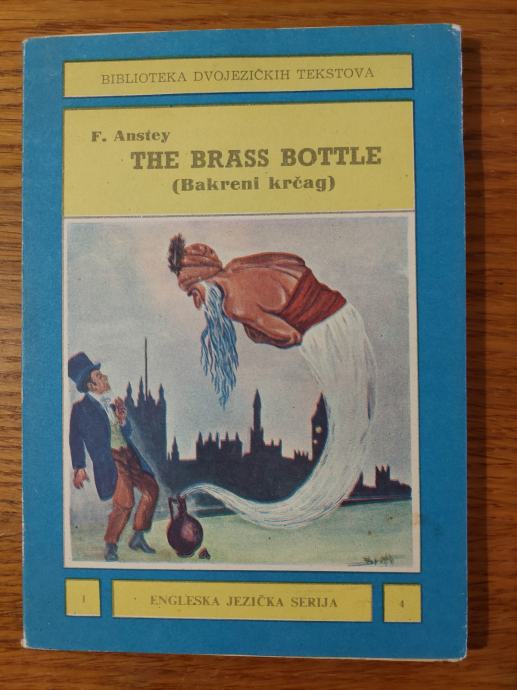 BIBLIOTEKA DVOJEZIČKIH TEKSTOVA
F. Anstey
THE BRASS BOTTLE
(Bakreni krčag)
1
ENGLESKA JEZIČKA SERIJA
4